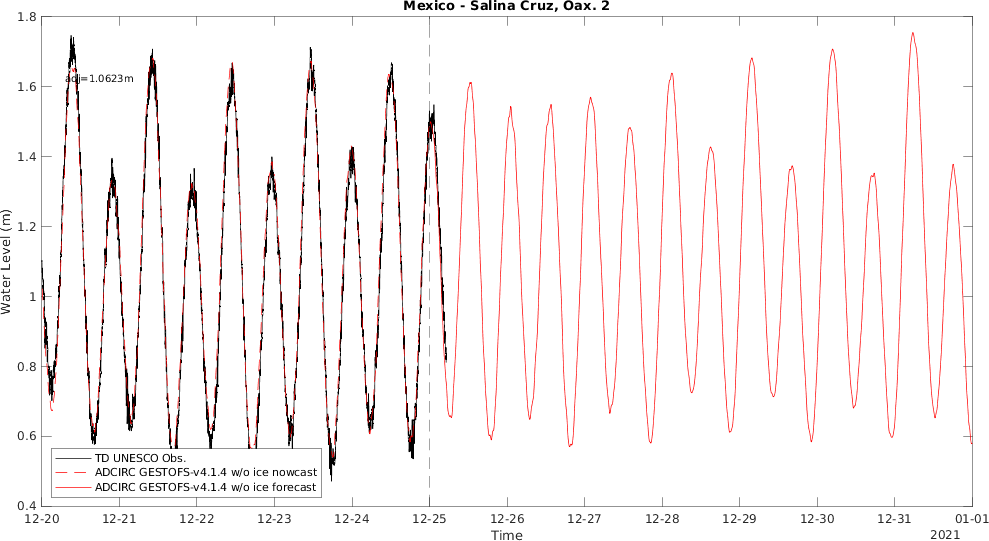 Mexico - Salina Cruz, Oax. 2
1.8
1.6
1.4
1.2
1
0.8
0.6
0.4
Water Level (m)
adj=1.0623m
TD UNESCO Obs.
ADCIRC GESTOFS-v4.1.4 w/o ice nowcast
ADCIRC GESTOFS-v4.1.4 w/o ice forecast
12-20 12-21 12-22 12-23 12-24 12-25 12-26 12-27 12-28 12-29 12-30 12-31 01-01
Time
2021